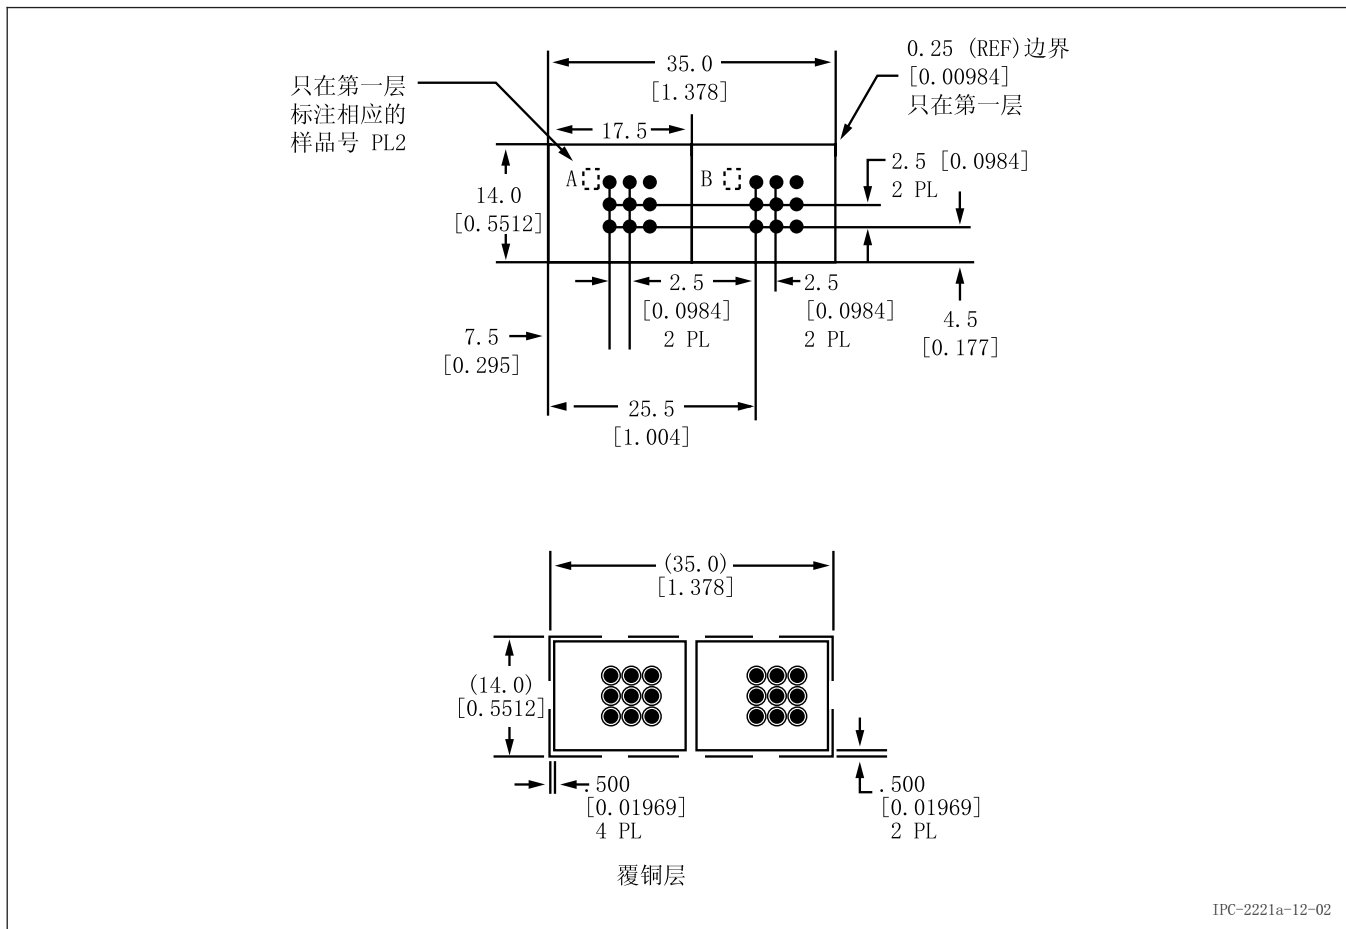 35.0
[1.378]
0.25 (REF)边界
[0.00984]
只在第一层
只在第一层
标注相应的
样品号 PL2
17.5
A
B
2.5 [0.0984]
2 PL
14.0
[0.5512]
2.5
[0.0984]
2 PL
2.5
[0.0984]
2 PL
4.5
[0.177]
7.5
[0.295]
25.5
[1.004]
(35.0)
[1.378]
(14.0)
[0.5512]
.500
[0.01969]
4 PL
.500
[0.01969]
2 PL
覆铜层
IPC-2221a-12-02